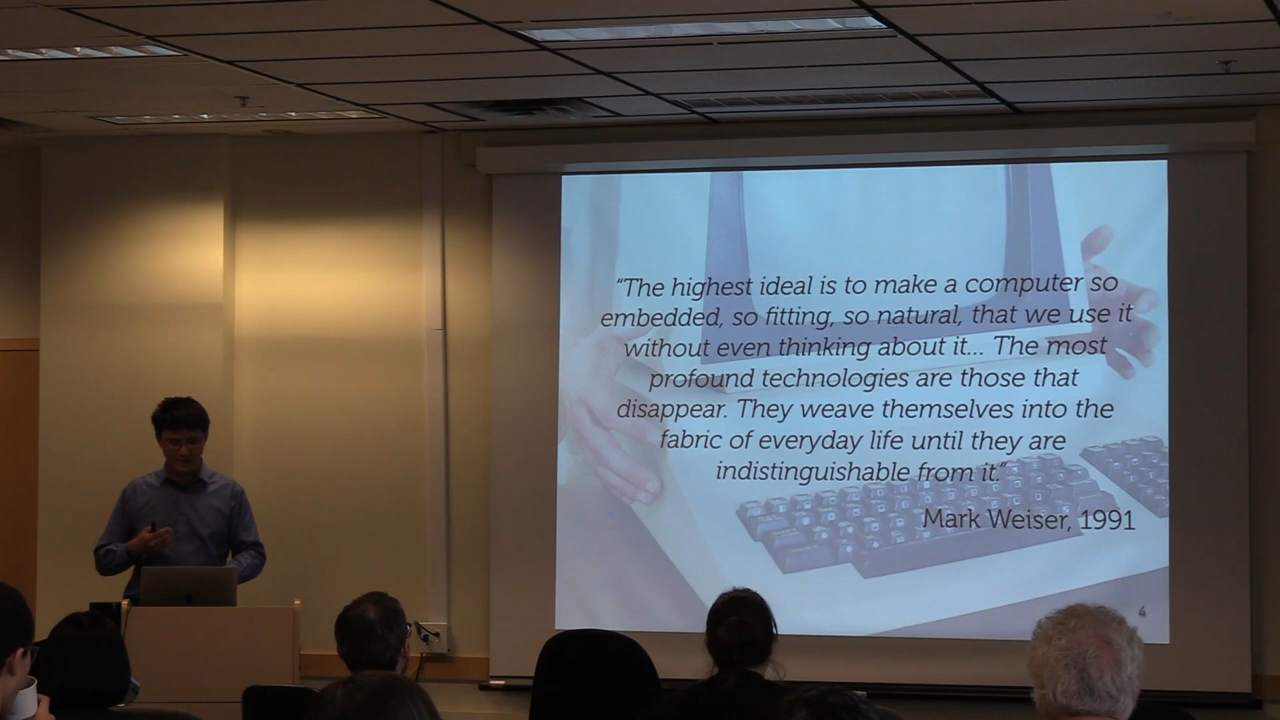 “The highest ideal is to make a computer so
embedded, so fitting, so natural, that we use it
without even thinking about it... The most
profound technologies are those that
disappear. They weave themselves into the
fabric of everyday life until they are
indistinguishable from it.”
Mark Weiser, 1991
4